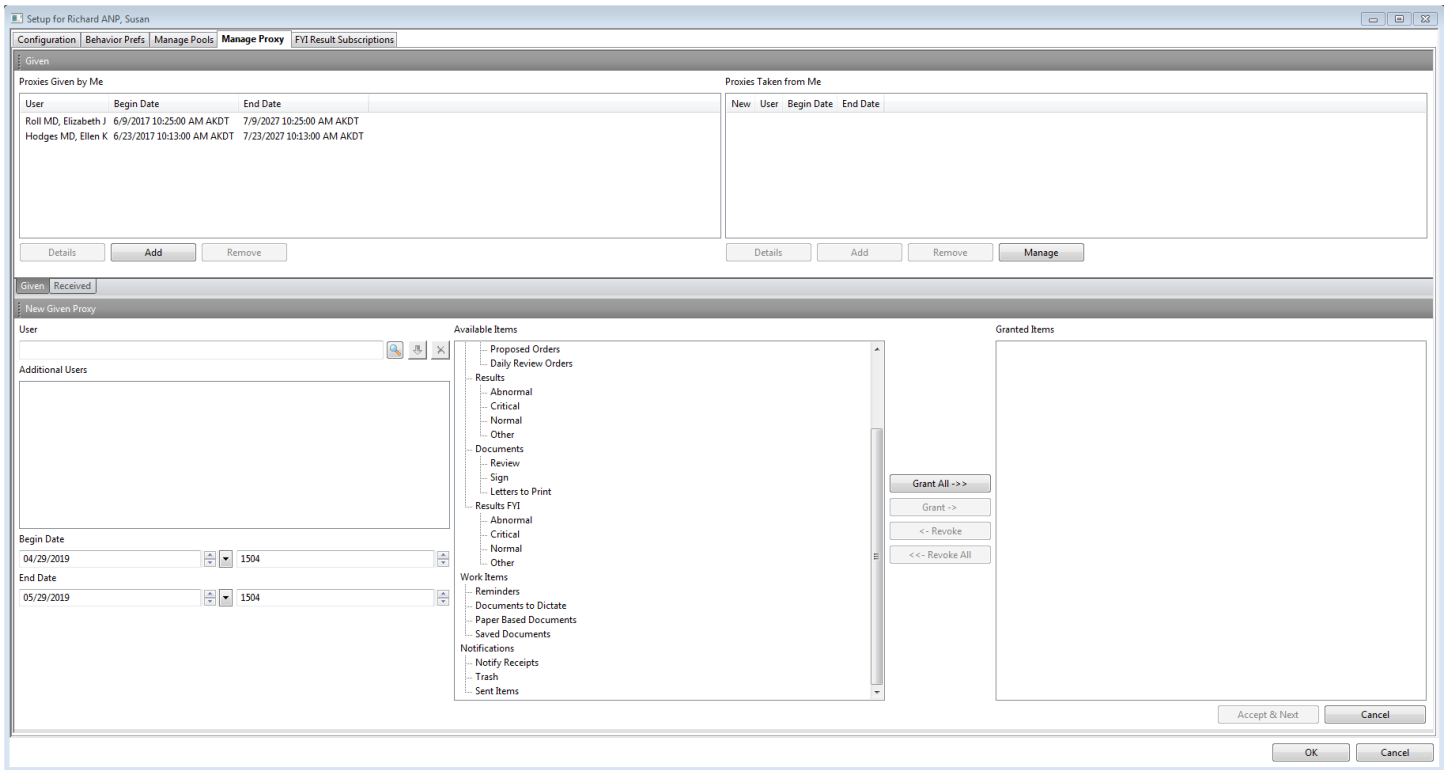 Setup for Richard ANP, Susan
Configuration Behavior Prefs Manage Pools Manage Proxy FYI Result Subscriptions
Given
Proxies Given by Me
User Begin Date End Date
Roll MD, Elizabeth J 6/9/2017 10:25:00 AM AKDT 7/9/2027 10:25:00 AM AKDT
Hodges MD, Ellen K 6/23/2017 10:13:00 AM AKDT 7/23/2027 10:13:00 AM AKDT
Details Add Remove
Proxies Taken from Me
New User Begin Date End Date
Details Add Remove Manage
Given Received
New Given Proxy
User
Additional Users
Begin Date
04/29/2019 1504
End Date
05/29/2019 1504
Available Items
Proposed Orders
Daily Review Orders
Results
Abnormal
Critical
Normal
Other
Documents
Review
Sign
Letters to Print
Results FYI
Abnormal
Critical
Normal
Other
Work Items
Reminders
Documents to Dictate
Paper Based Documents
Saved Documents
Notifications
Notify Receipts
Trash
Sent Items
Grant All ->>
Grant ->
<- Revoke
<<- Revoke All
Granted Items
Accept & Next Cancel
OK Cancel